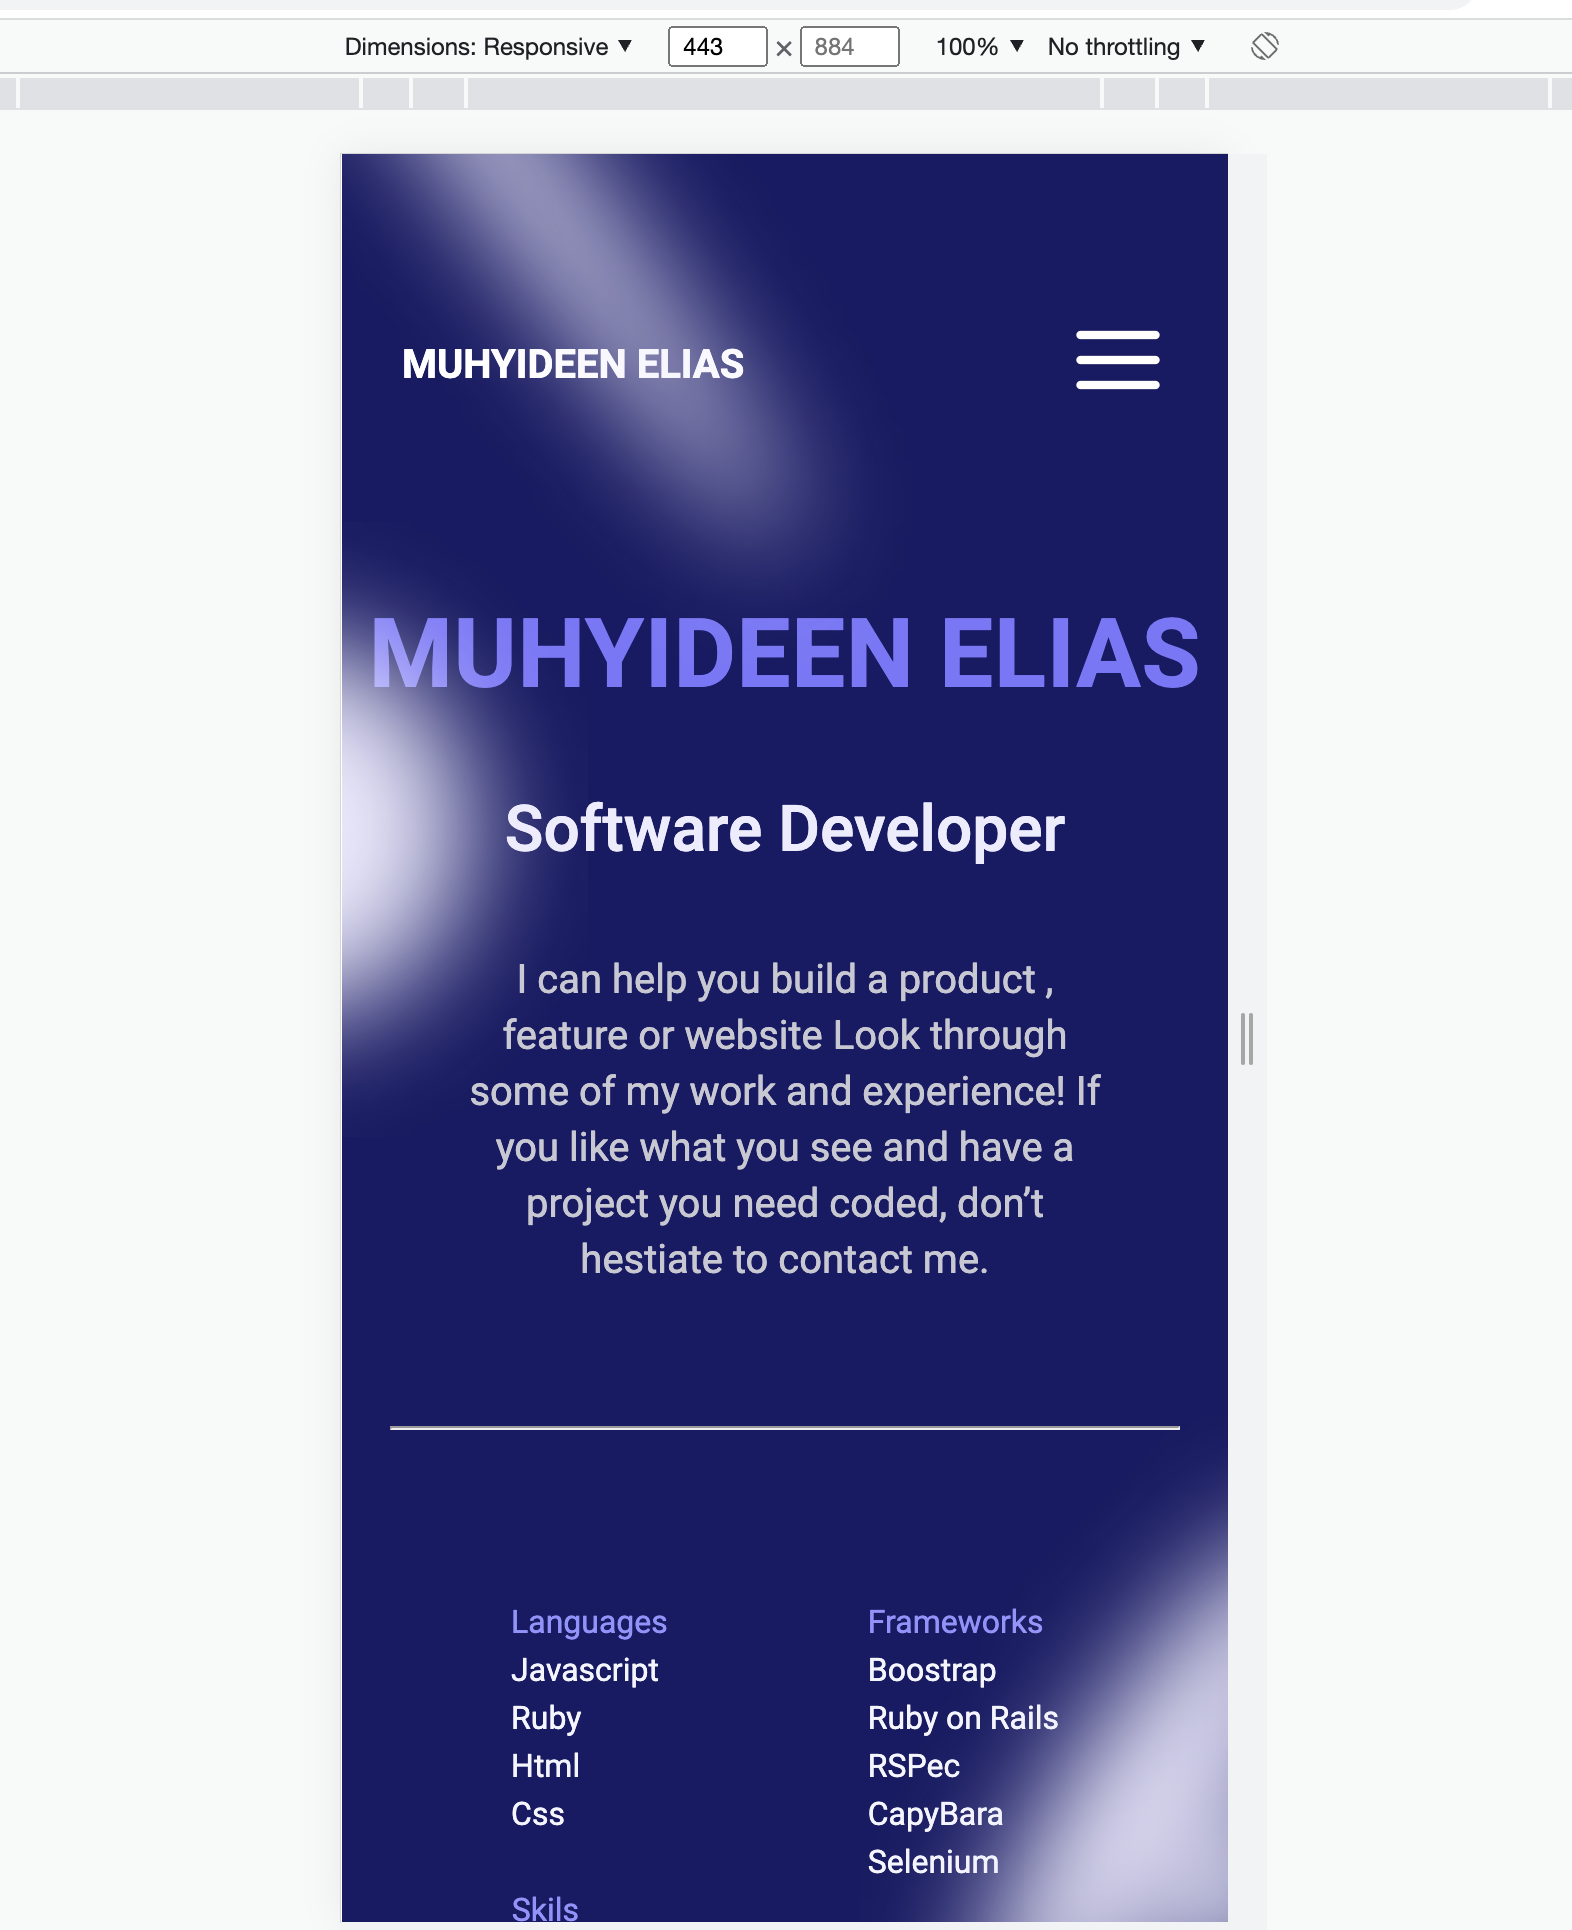 Dimensions: Responsive ▼ 443 × 884 100% ▼ No throttling ▼
MUHYIDEEN ELIAS
MUHYIDEEN ELIAS
Software Developer
I can help you build a product ,
feature or website Look through
some of my work and experience! If
you like what you see and have a
project you need coded, don’t
hestiate to contact me.
Languages
Javascript
Ruby
Html
Css
Skils
Frameworks
Boostrap
Ruby on Rails
RSPec
CapyBara
Selenium